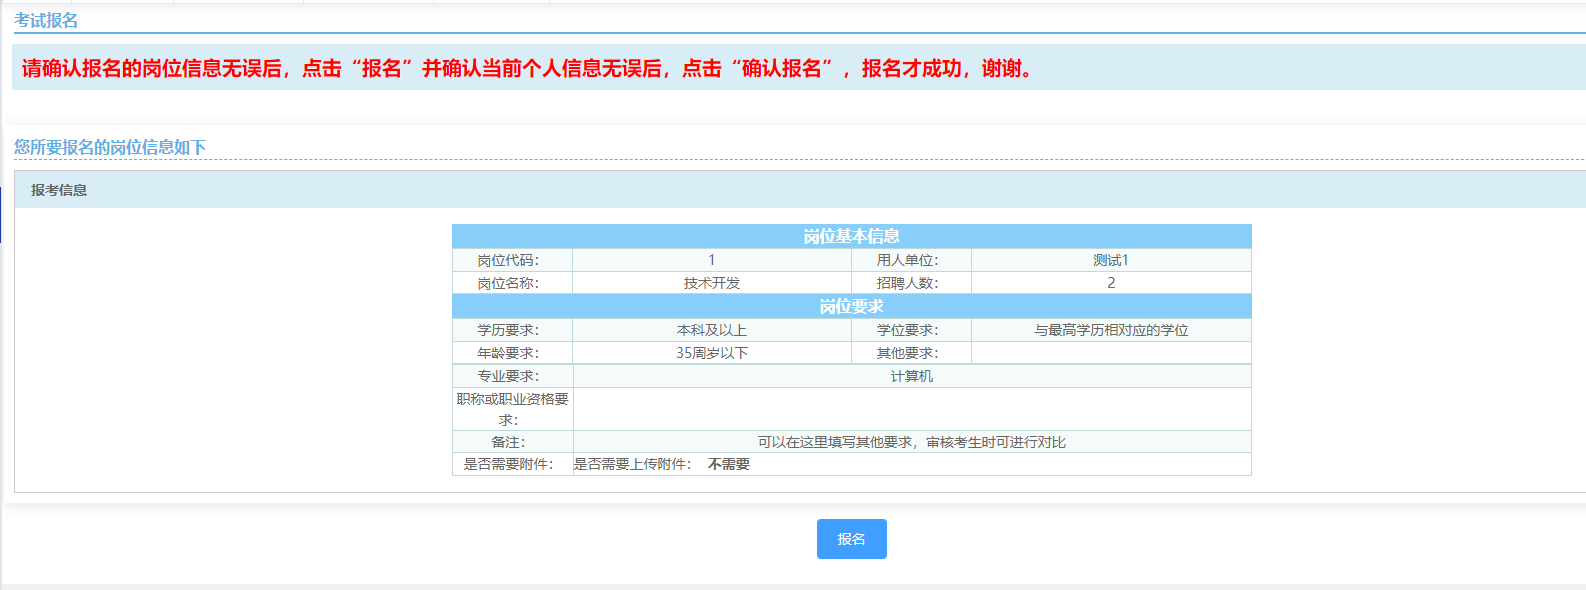 考试报名
请确认报名的岗位信息无误后，点击“报名”并确认当前个人信息无误后，点击“确认报名”，报名才成功，谢谢。
您所要报名的岗位信息如下
报考信息
岗位基本信息
岗位代码： 1 用人单位： 测试1
岗位名称： 技术开发 招聘人数： 2
岗位要求
学历要求： 本科及以上 学位要求： 与最高学历相对应的学位
年龄要求： 35周岁以下 其他要求：
专业要求： 计算机
职称或职业资格要
求：
备注： 可以在这里填写其他要求，审核考生时可进行对比
是否需要附件： 是否需要上传附件： 不需要
报名